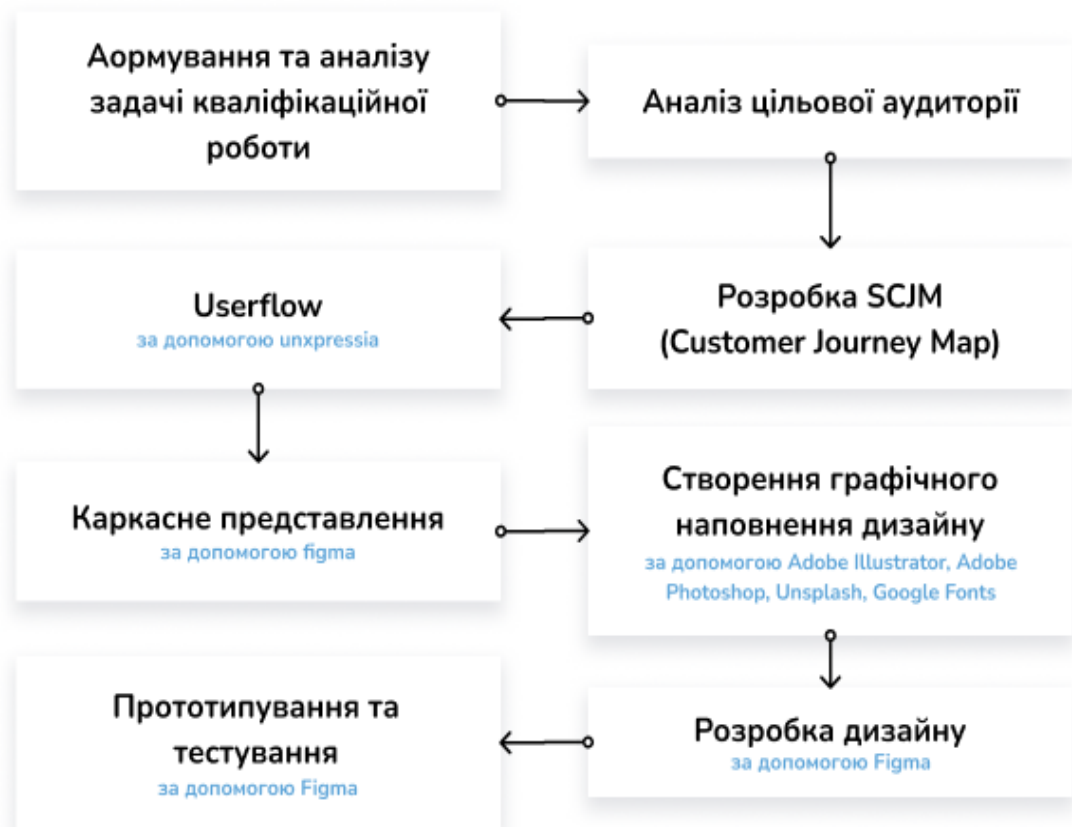 Аормування та аналізу
задачі кваліфікаційної
роботи
Аналіз цільової аудиторії
Розробка SCJM
(Customer Journey Map)
Userflow
за допомогою unxpressia
Каркасне представлення
за допомогою figma
Створення графічного
наповнення дизайну
за допомогою Adobe Illustrator, Adobe
Photoshop, Unsplash, Google Fonts
Розробка дизайну
за допомогою Figma
Прототипування та
тестування
за допомогою Figma